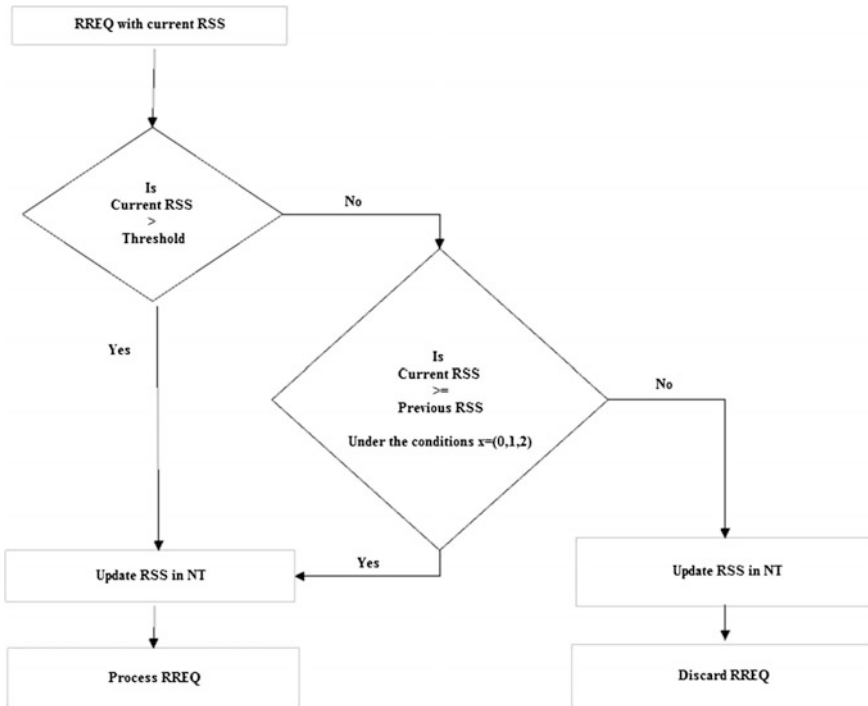 RREQ with current RSS
Is
Current RSS
>
Threshold
No
Yes
Is
Current RSS
>=
Previous RSS
Under the conditions x=(0,1,2)
No
Yes
Update RSS in NT
Update RSS in NT
Process RREQ
Discard RREQ